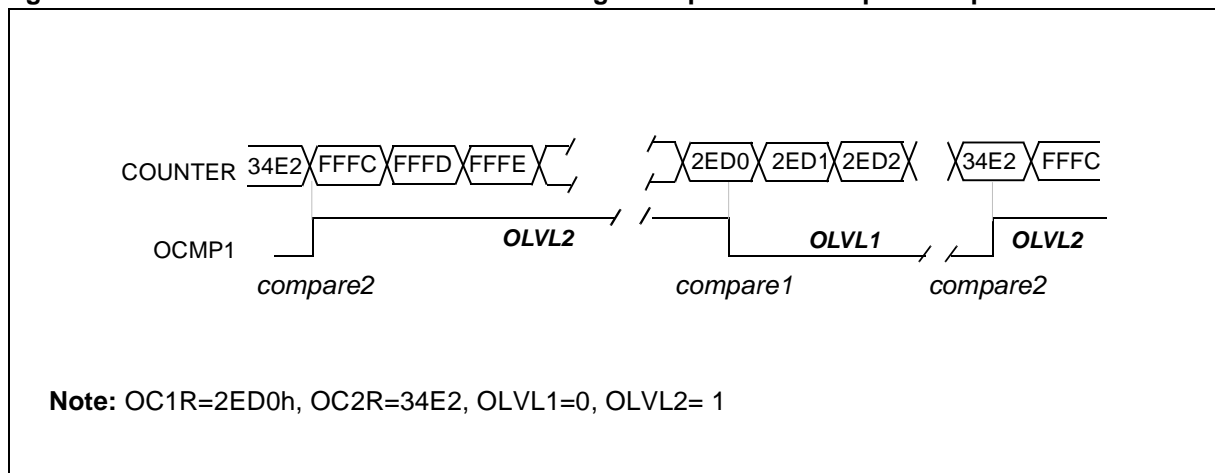 COUNTER 34E2 FFFC FFFD FFFE 2ED0 2ED1 2ED2 34E2 FFFC
OCMP1 OLVL2 OLVL1 OLVL2
compare2 compare1 compare2
Note: OC1R=2ED0h, OC2R=34E2, OLVL1=0, OLVL2= 1